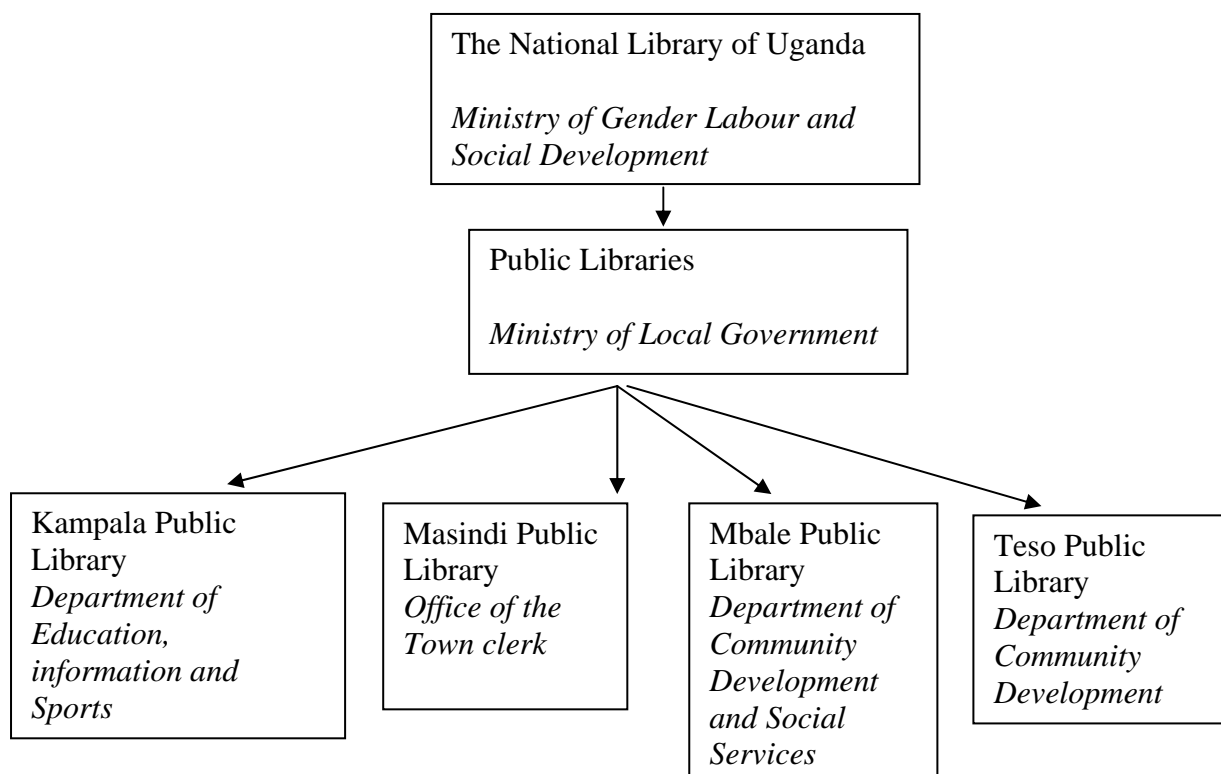 The National Library of Uganda
Ministry of Gender Labour and
Social Development
Public Libraries
Ministry of Local Government
Kampala Public
Library
Department of
Education,
information and
Sports
Masindi Public
Library
Office of the
Town clerk
Mbale Public
Library
Department of
Community
Development
and Social
Services
Teso Public
Library
Department of
Community
Development